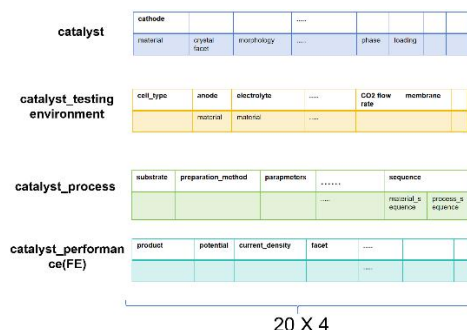 cathode .....
catalyst
material crystal facet morphology ..... phase loading
catalyst_testing environment
cell_type anode electrolyte ..... CO2 flow rate membrane
material material .....
catalyst_process
substrate preparation_method parapmeters ...... sequence
..... material_s equence process_s equence
catalyst_performan ce(FE)
product potential current_density facet .....
.....
20 X 4